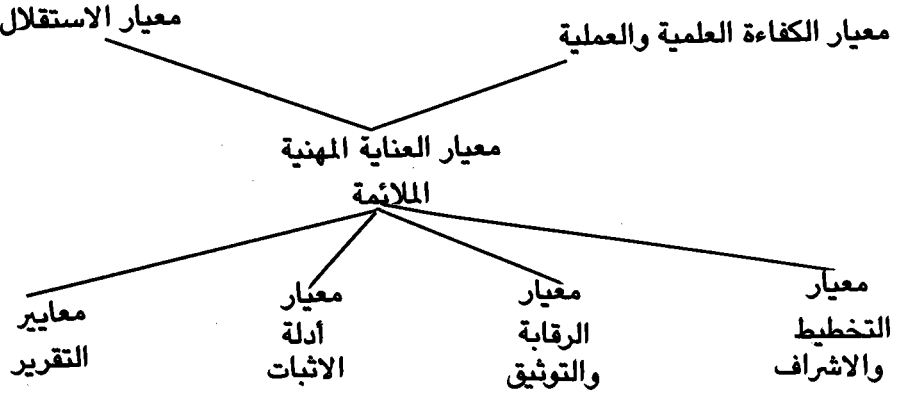 معيار الكفاءة العلمية والعملية
معيار الاستقلال
معيار العناية المهنية
الملائمة
معيار
التخطيط
والاشراف
معيار
الرقابة
والتوثيق
معيار
أدلة
الاثبات
معايير
التقرير